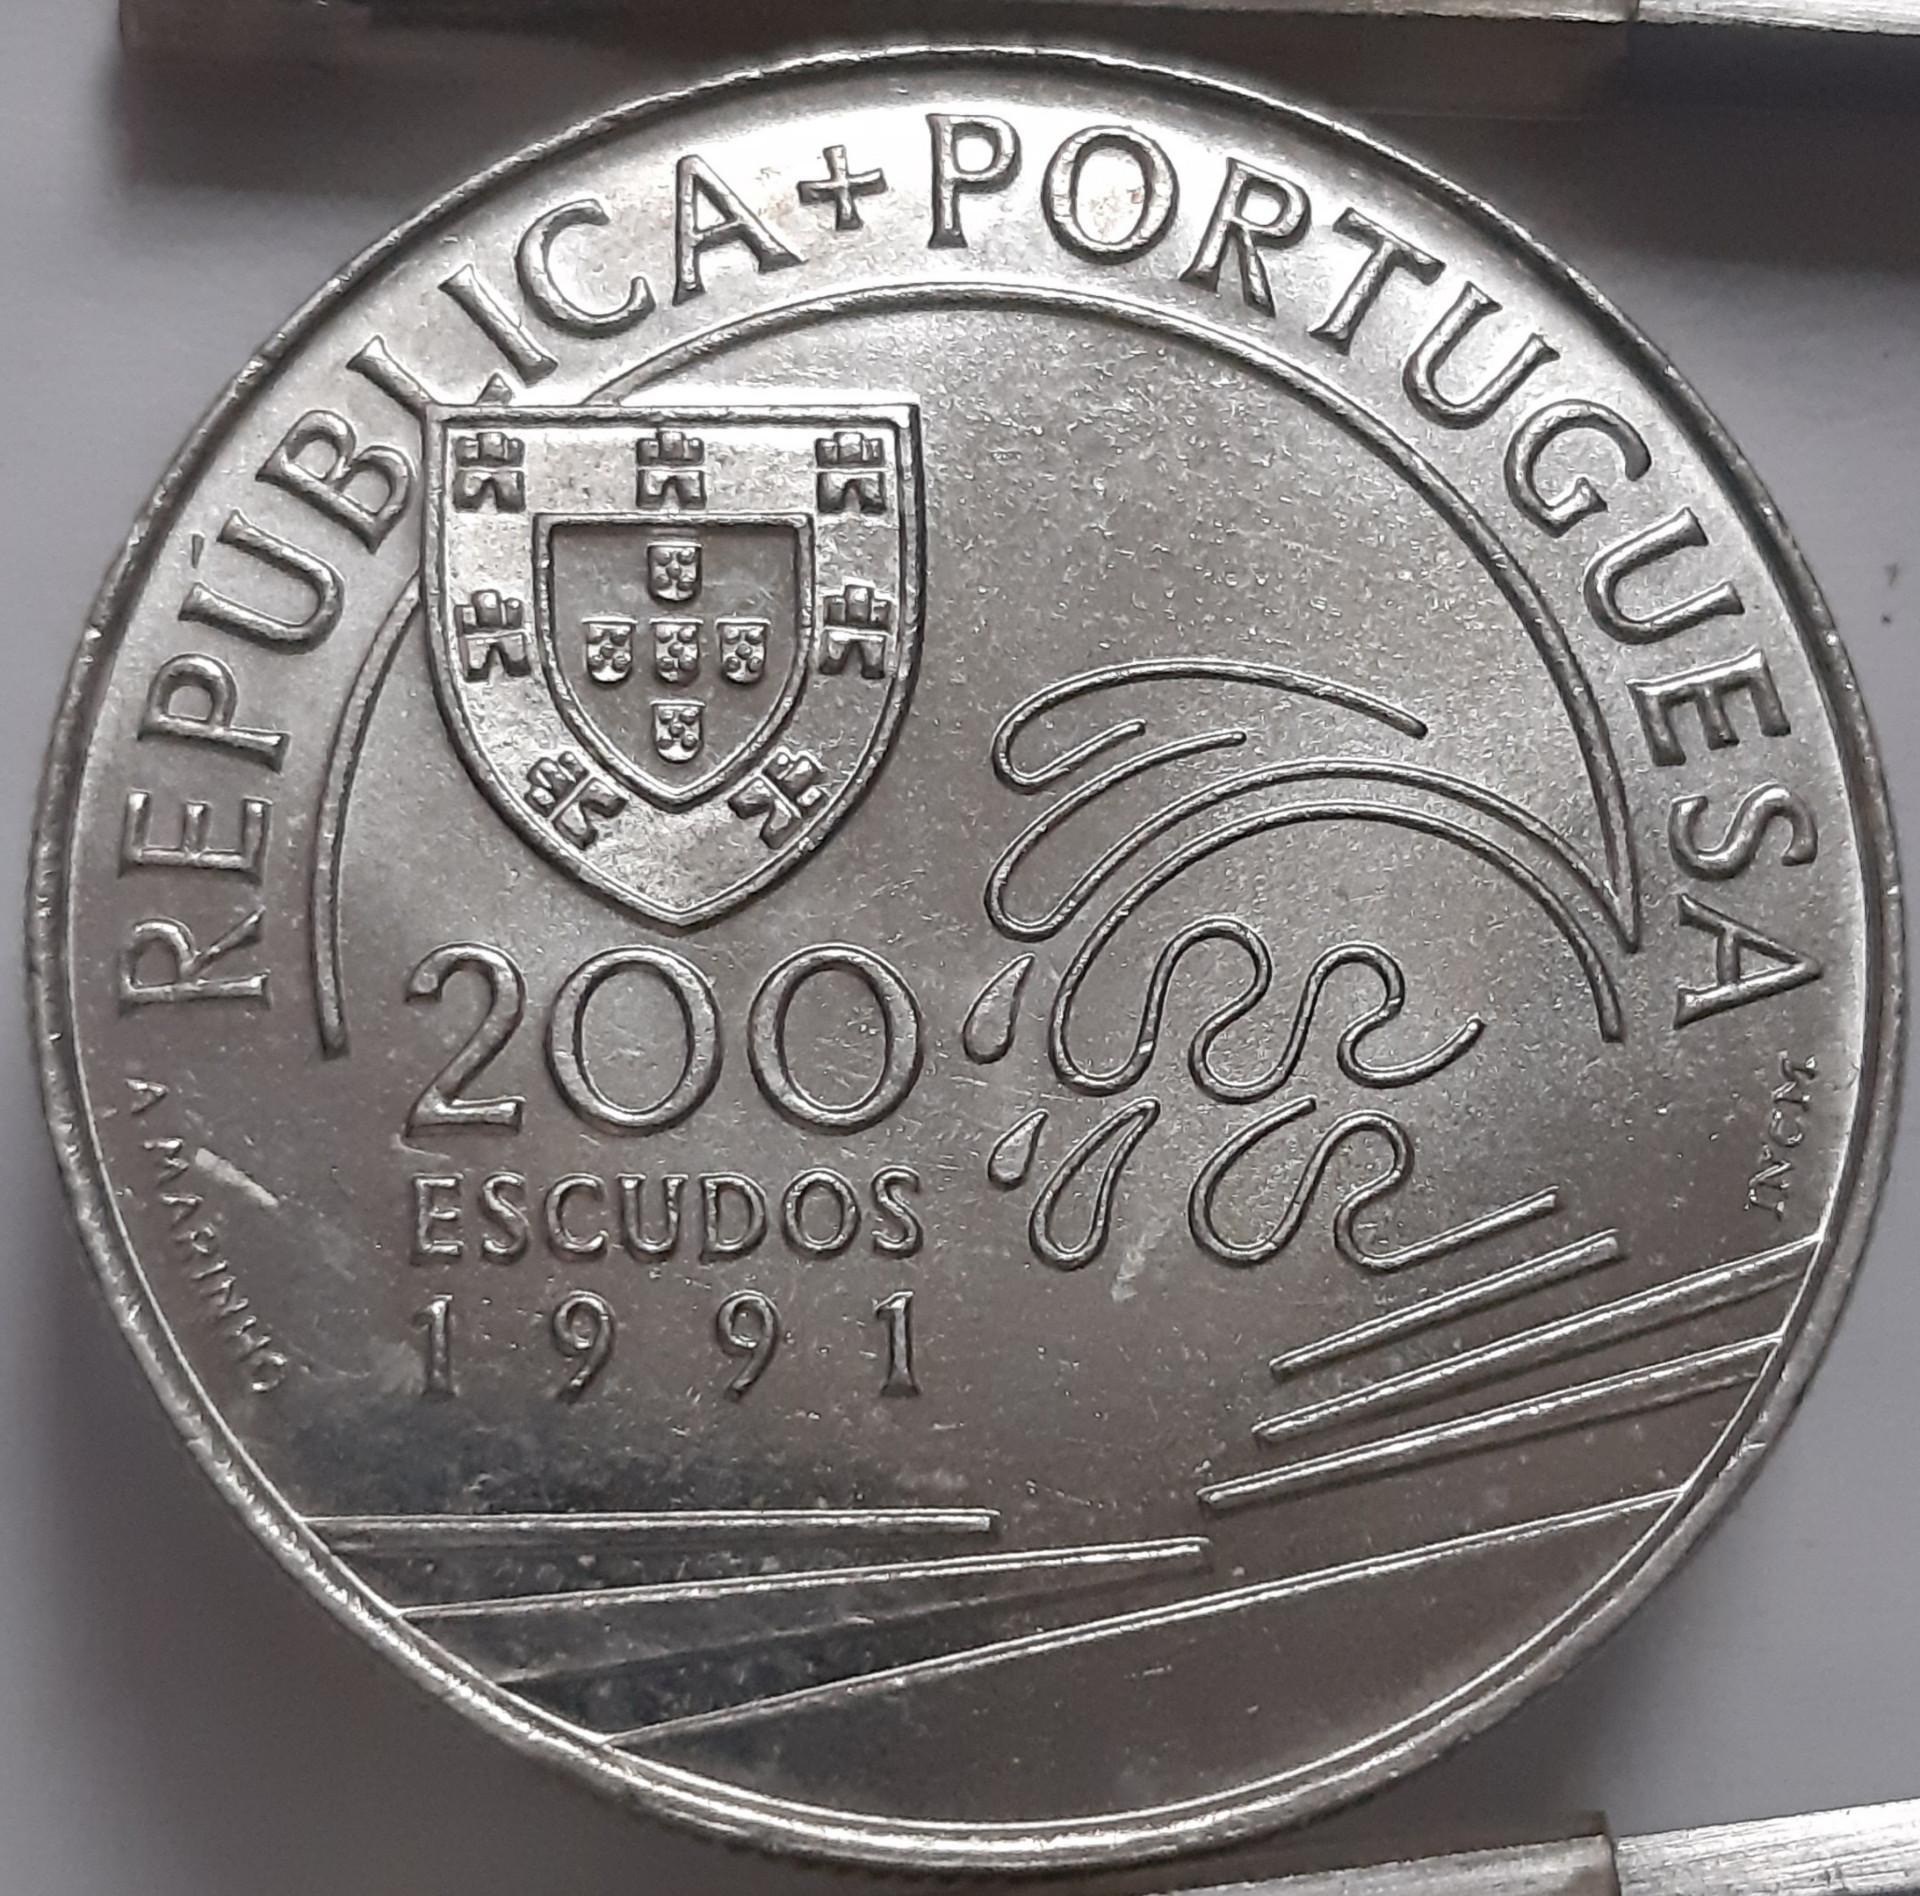 REPÚBLICA + PORTUGUESA
200
ESCUDOS
1991
A MARINHO
INCM